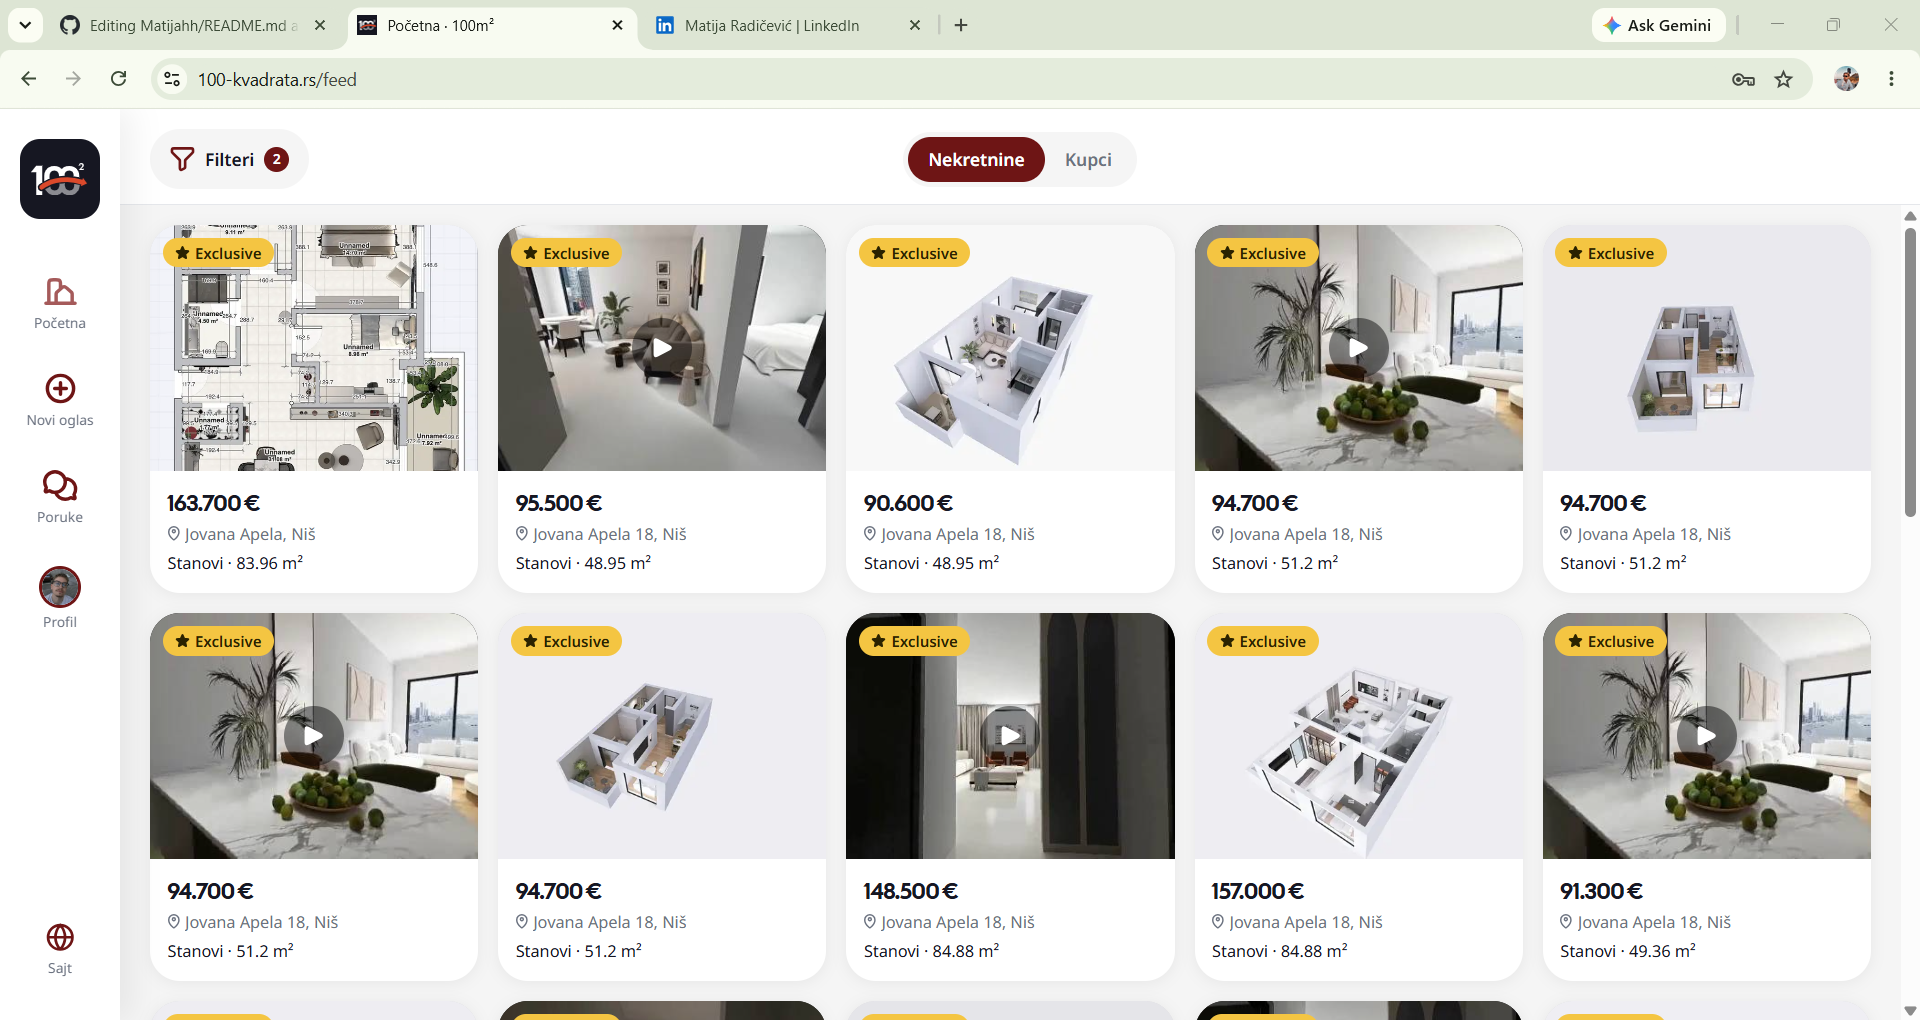 Editing Matijahh/README.md a
Početna · 100m²
Matija Radičević | LinkedIn
Ask Gemini
100-kvadrata.rs/feed
100²
Filteri 2
Nekretnine
Kupci
Početna
Novi oglas
Poruke
Profil
Sajt
Exclusive
Exclusive
Exclusive
Exclusive
Exclusive
163.700 €
Jovana Apela, Niš
Stanovi · 83.96 m²
95.500 €
Jovana Apela 18, Niš
Stanovi · 48.95 m²
90.600 €
Jovana Apela 18, Niš
Stanovi · 48.95 m²
94.700 €
Jovana Apela 18, Niš
Stanovi · 51.2 m²
94.700 €
Jovana Apela 18, Niš
Stanovi · 51.2 m²
Exclusive
Exclusive
Exclusive
Exclusive
Exclusive
94.700 €
Jovana Apela 18, Niš
Stanovi · 51.2 m²
94.700 €
Jovana Apela 18, Niš
Stanovi · 51.2 m²
148.500 €
Jovana Apela 18, Niš
Stanovi · 84.88 m²
157.000 €
Jovana Apela 18, Niš
Stanovi · 84.88 m²
91.300 €
Jovana Apela 18, Niš
Stanovi · 49.36 m²